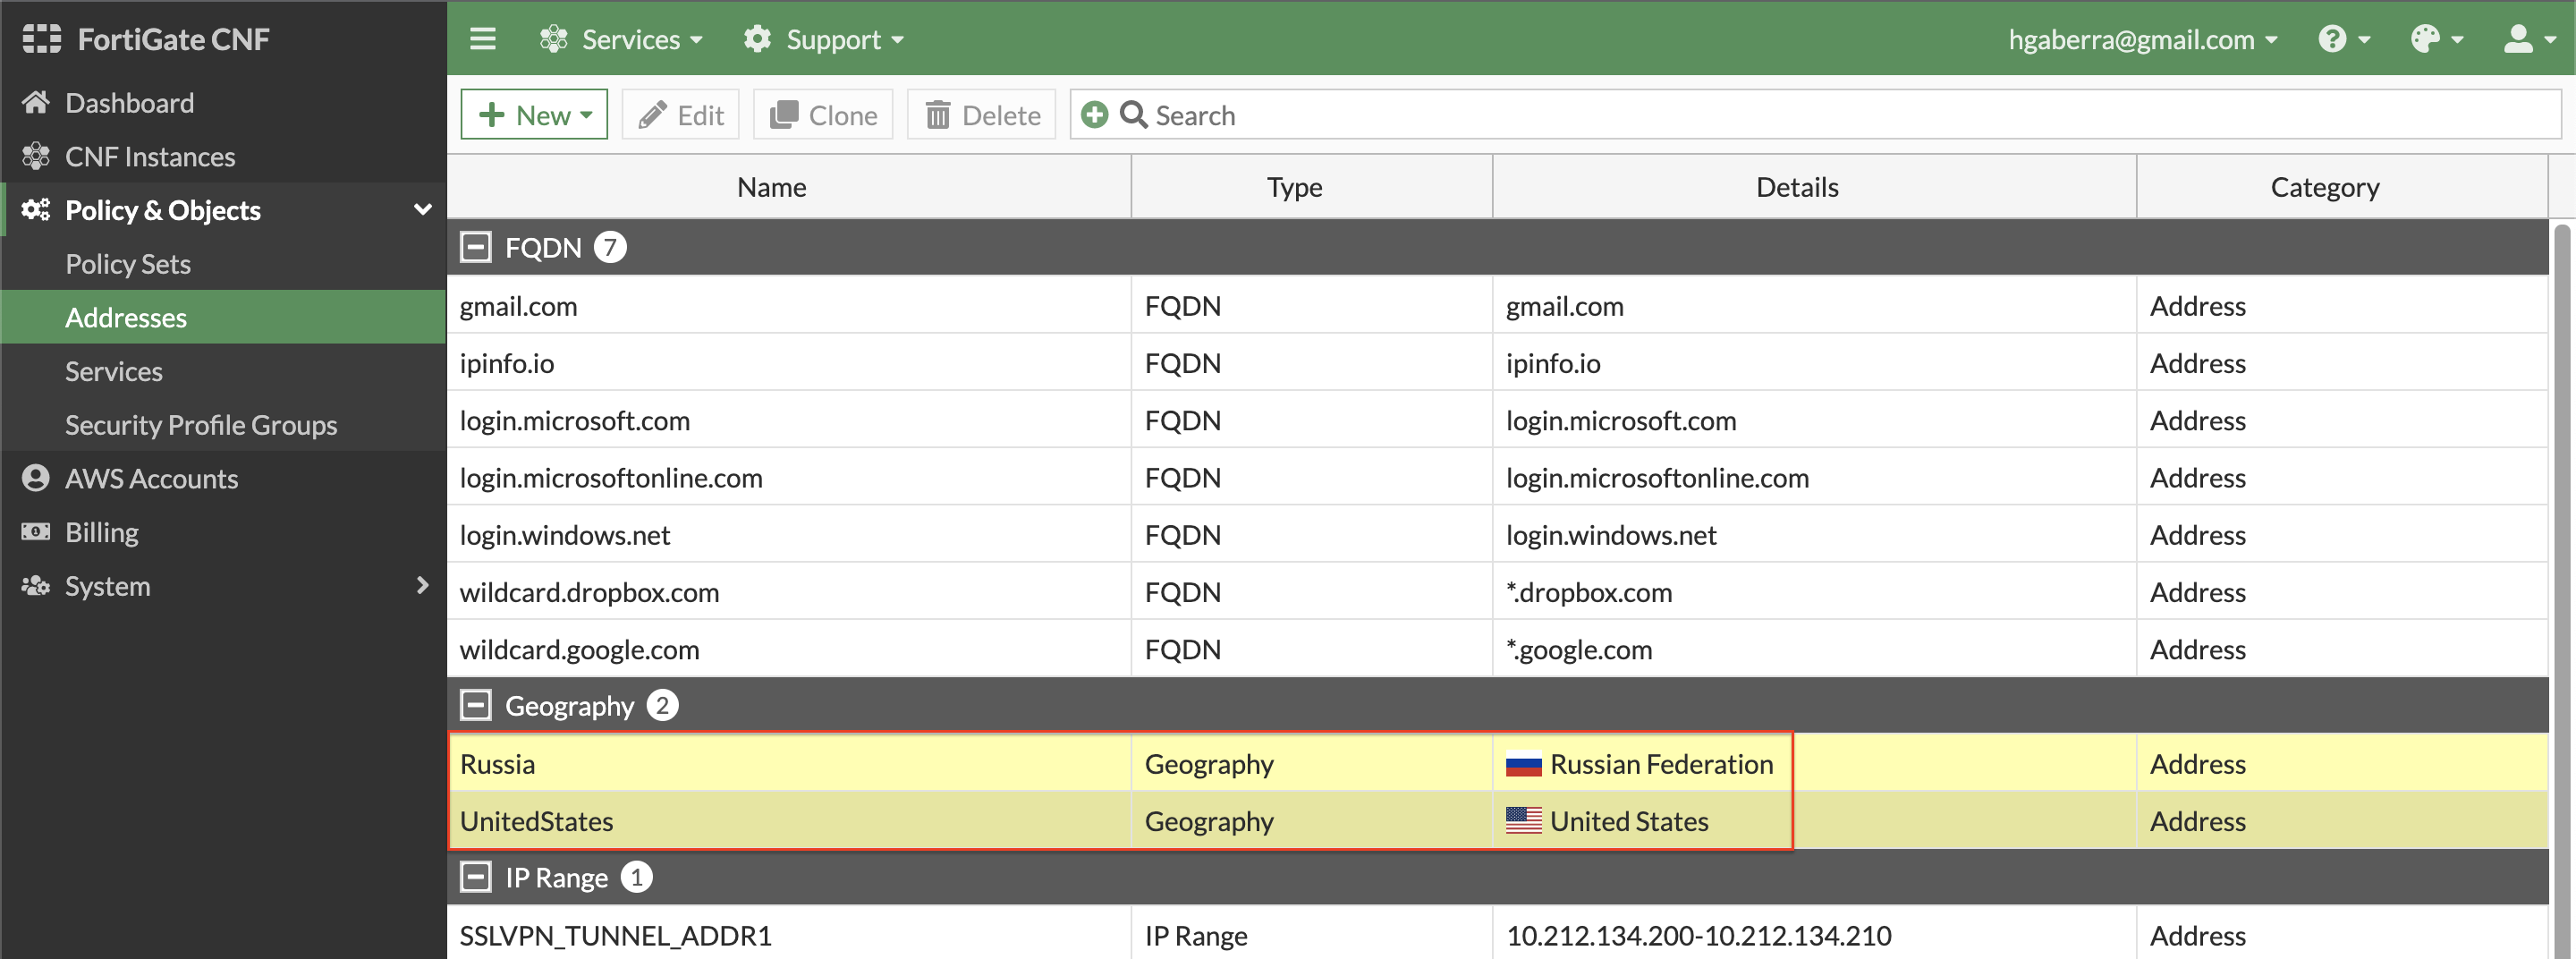 FortiGate CNF
Services
Support
hgaberra@gmail.com
Dashboard
CNF Instances
Policy & Objects
Policy Sets
Addresses
Services
Security Profile Groups
AWS Accounts
Billing
System
New
Edit
Clone
Delete
Search
Name Type Details Category
FQDN 7
gmail.com FQDN gmail.com Address
ipinfo.io FQDN ipinfo.io Address
login.microsoft.com FQDN login.microsoft.com Address
login.microsoftonline.com FQDN login.microsoftonline.com Address
login.windows.net FQDN login.windows.net Address
wildcard.dropbox.com FQDN *.dropbox.com Address
wildcard.google.com FQDN *.google.com Address
Geography 2
Russia Geography Russian Federation Address
UnitedStates Geography United States Address
IP Range 1
SSLVPN_TUNNEL_ADDR1 IP Range 10.212.134.200-10.212.134.210 Address